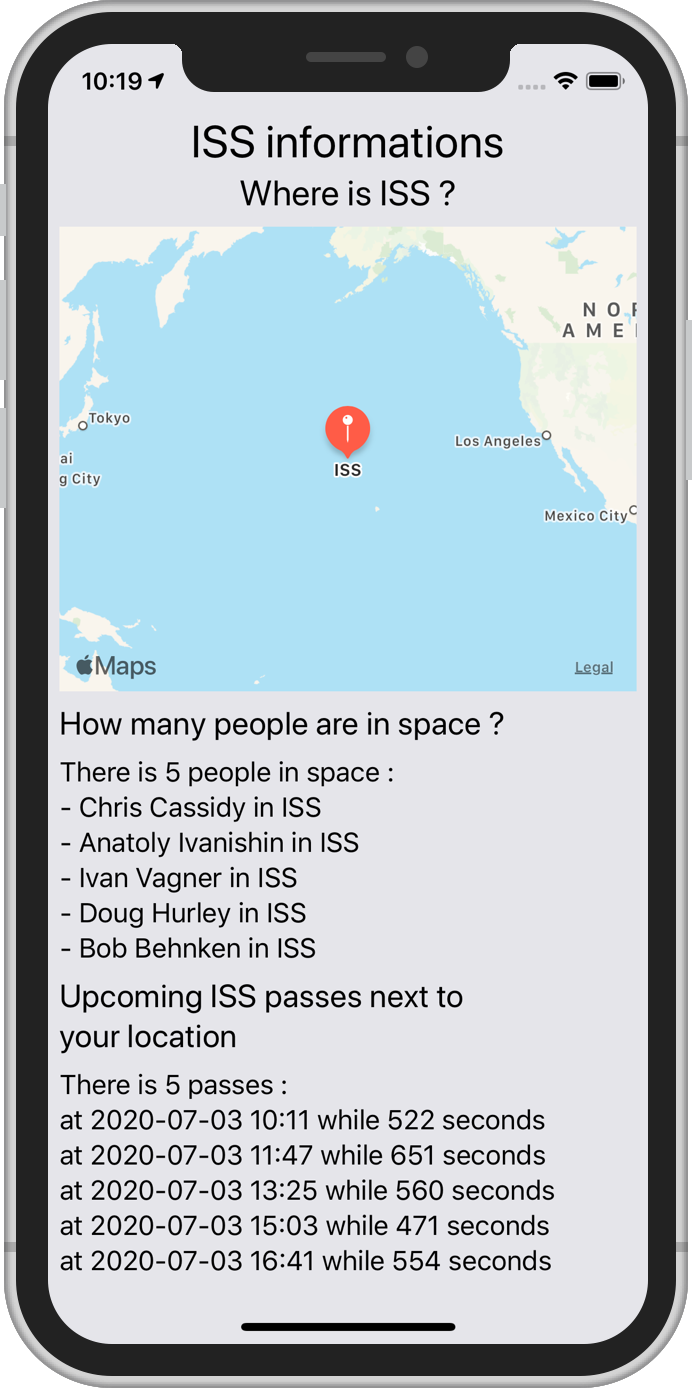 10:19
ISS informations
Where is ISS ?
NOR
AMEI
Tokyo
Los Angeles
ai
g City
ISS
Mexico City
Maps
Legal
How many people are in space ?
There is 5 people in space :
- Chris Cassidy in ISS
- Anatoly Ivanishin in ISS
- Ivan Vagner in ISS
- Doug Hurley in ISS
- Bob Behnken in ISS
Upcoming ISS passes next to
your location
There is 5 passes :
at 2020-07-03 10:11 while 522 seconds
at 2020-07-03 11:47 while 651 seconds
at 2020-07-03 13:25 while 560 seconds
at 2020-07-03 15:03 while 471 seconds
at 2020-07-03 16:41 while 554 seconds